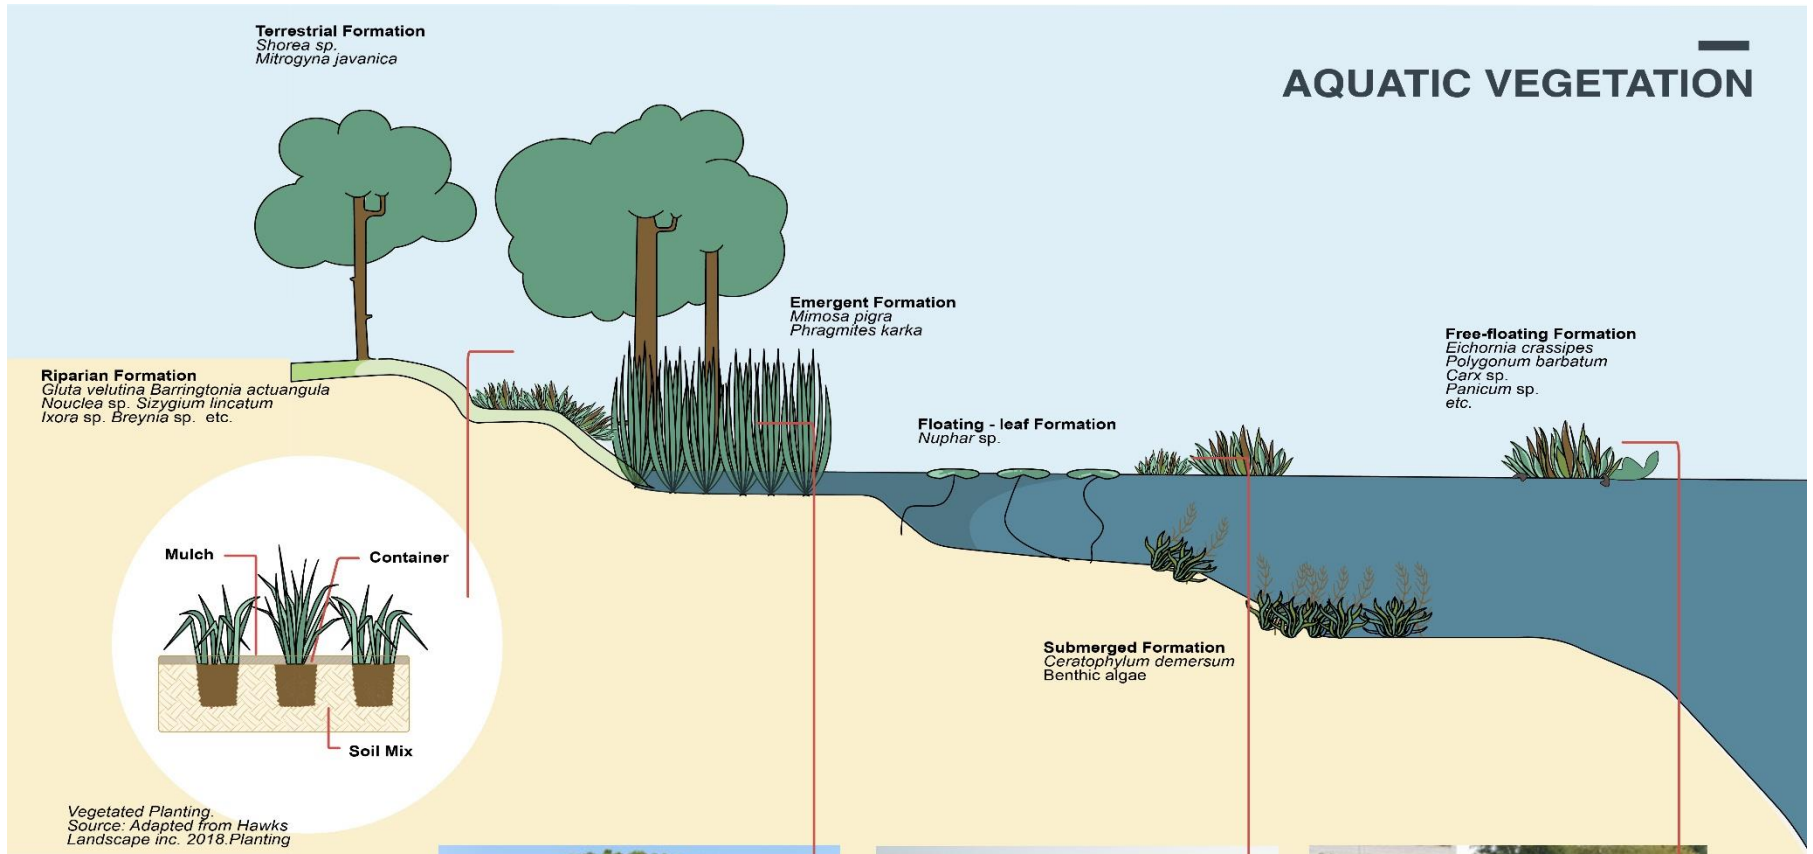 AQUATIC VEGETATION
Terrestrial Formation
Shorea sp.
Mitrogyna javanica
Emergent Formation
Mimosa pigra
Phragmites karka
Free-floating Formation
Eichornia crassipes
Polygonum barbatum
Carx sp.
Panicum sp.
etc.
Riparian Formation
Gluta velutina Barringtonia actuangula
Nouclea sp. Sizygium lincatum
Ixora sp. Breynia sp. etc.
Floating - leaf Formation
Nuphar sp.
Mulch
Container
Soil Mix
Submerged Formation
Ceratophylum demersum
Benthic algae
Vegetated Planting.
Source: Adapted from Hawks
Landscape inc. 2018.Planting